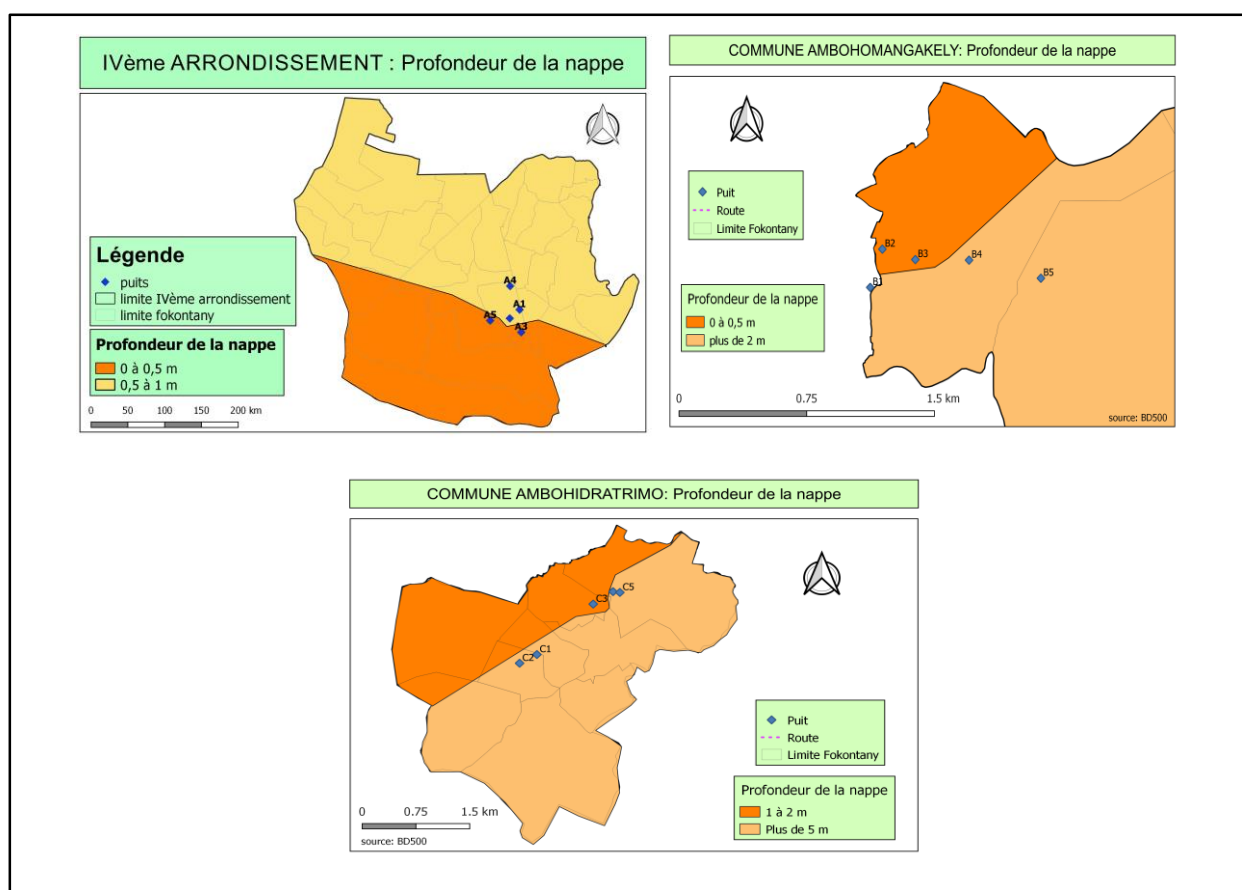 IVème ARRONDISSEMENT : Profondeur de la nappe
A4
A1
A5
A3
Légende
puits
limite IVème arrondissement
limite fokontany
Profondeur de la nappe
0 à 0,5 m
0,5 à 1 m
0 50 100 150 200 km
COMMUNE AMBOHOMANGAKELY: Profondeur de la nappe
Puit
Route
Limite Fokontany
B2
B3
B4
B5
B1
Profondeur de la nappe
0 à 0,5 m
plus de 2 m
0 0.75 1.5 km
source: BD500
COMMUNE AMBOHIDRATRIMO: Profondeur de la nappe
C5
C3
C1
C2
Puit
Route
Limite Fokontany
Profondeur de la nappe
1 à 2 m
Plus de 5 m
0 0.75 1.5 km
source: BD500